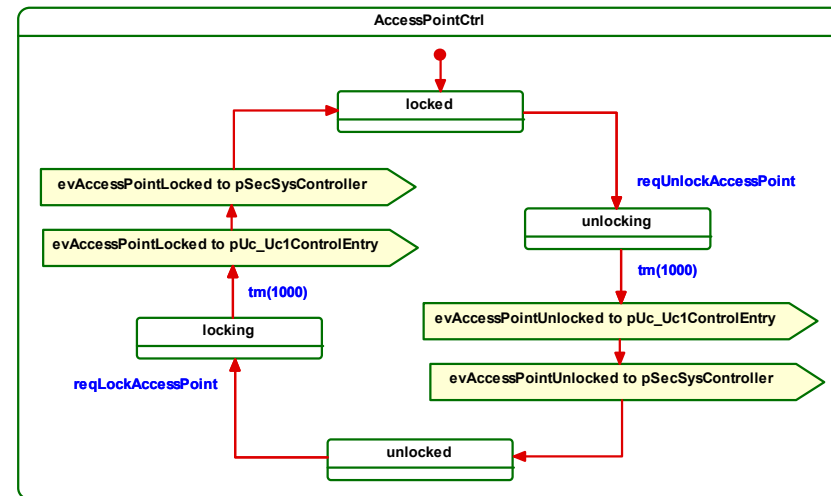 AccessPointCtrl
locked
reqUnlockAccessPoint
evAccessPointLocked to pSecSysController
unlocking
evAccessPointLocked to pUc_Uc1ControlEntry
tm(1000)
tm(1000)
evAccessPointUnlocked to pUc_Uc1ControlEntry
locking
evAccessPointUnlocked to pSecSysController
reqLockAccessPoint
unlocked